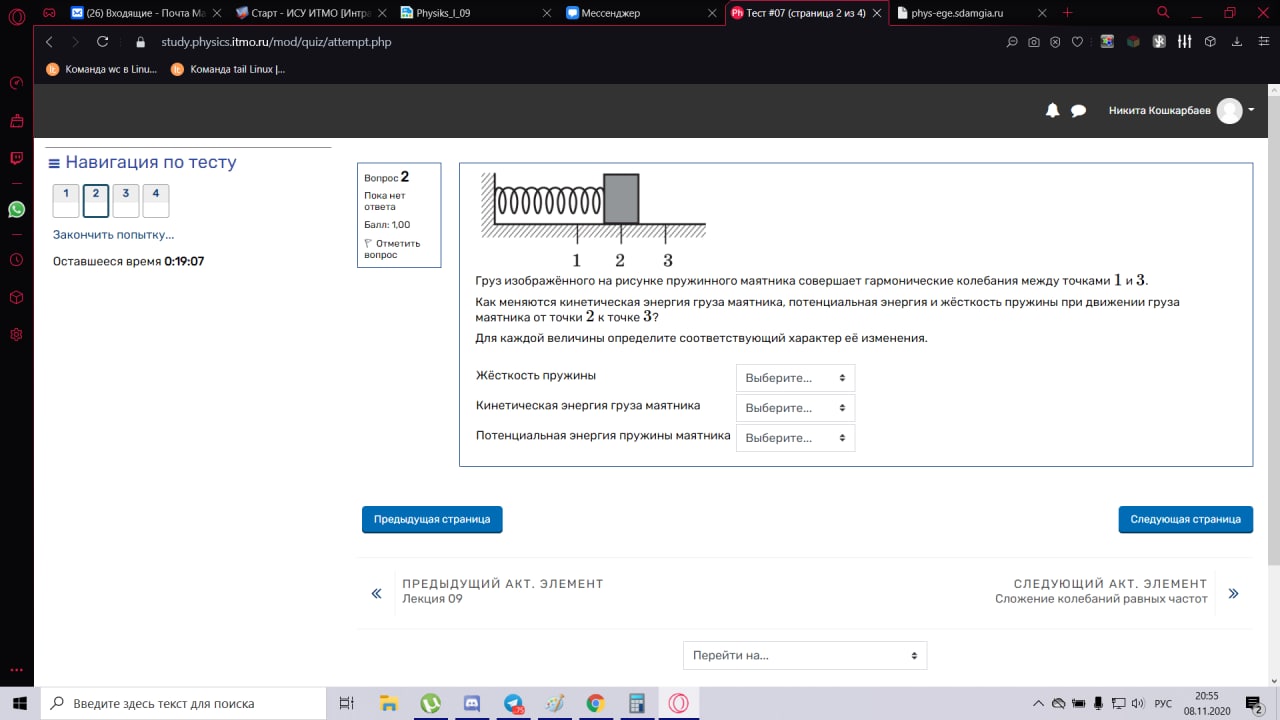 (26) Входящие - Почта Ma
Старт - ИСУ ИТМО [Интра
Physiks_l_09
Мессенджер
Тест #07 (страница 2 из 4)
phys-ege.sdamgia.ru
study.physics.itmo.ru/mod/quiz/attempt.php
Команда wc в Linu...
Команда tail Linux |...
Никита Кошкарбаев
Навигация по тесту
1 2 3 4
Закончить попытку...
Оставшееся время 0:19:07
Вопрос 2
Пока нет
ответа
Балл: 1,00
Отметить
вопрос
1 2 3
Груз изображённого на рисунке пружинного маятника совершает гармонические колебания между точками 1 и 3.
Как меняются кинетическая энергия груза маятника, потенциальная энергия и жёсткость пружины при движении груза
маятника от точки 2 к точке 3?
Для каждой величины определите соответствующий характер её изменения.
Жёсткость пружины Выберите...
Кинетическая энергия груза маятника Выберите...
Потенциальная энергия пружины маятника Выберите...
Предыдущая страница
Следующая страница
ПРЕДЫДУЩИЙ АКТ. ЭЛЕМЕНТ
Лекция 09
СЛЕДУЮЩИЙ АКТ. ЭЛЕМЕНТ
Сложение колебаний равных частот
Перейти на...
Введите здесь текст для поиска
РУС
20:55
08.11.2020
2